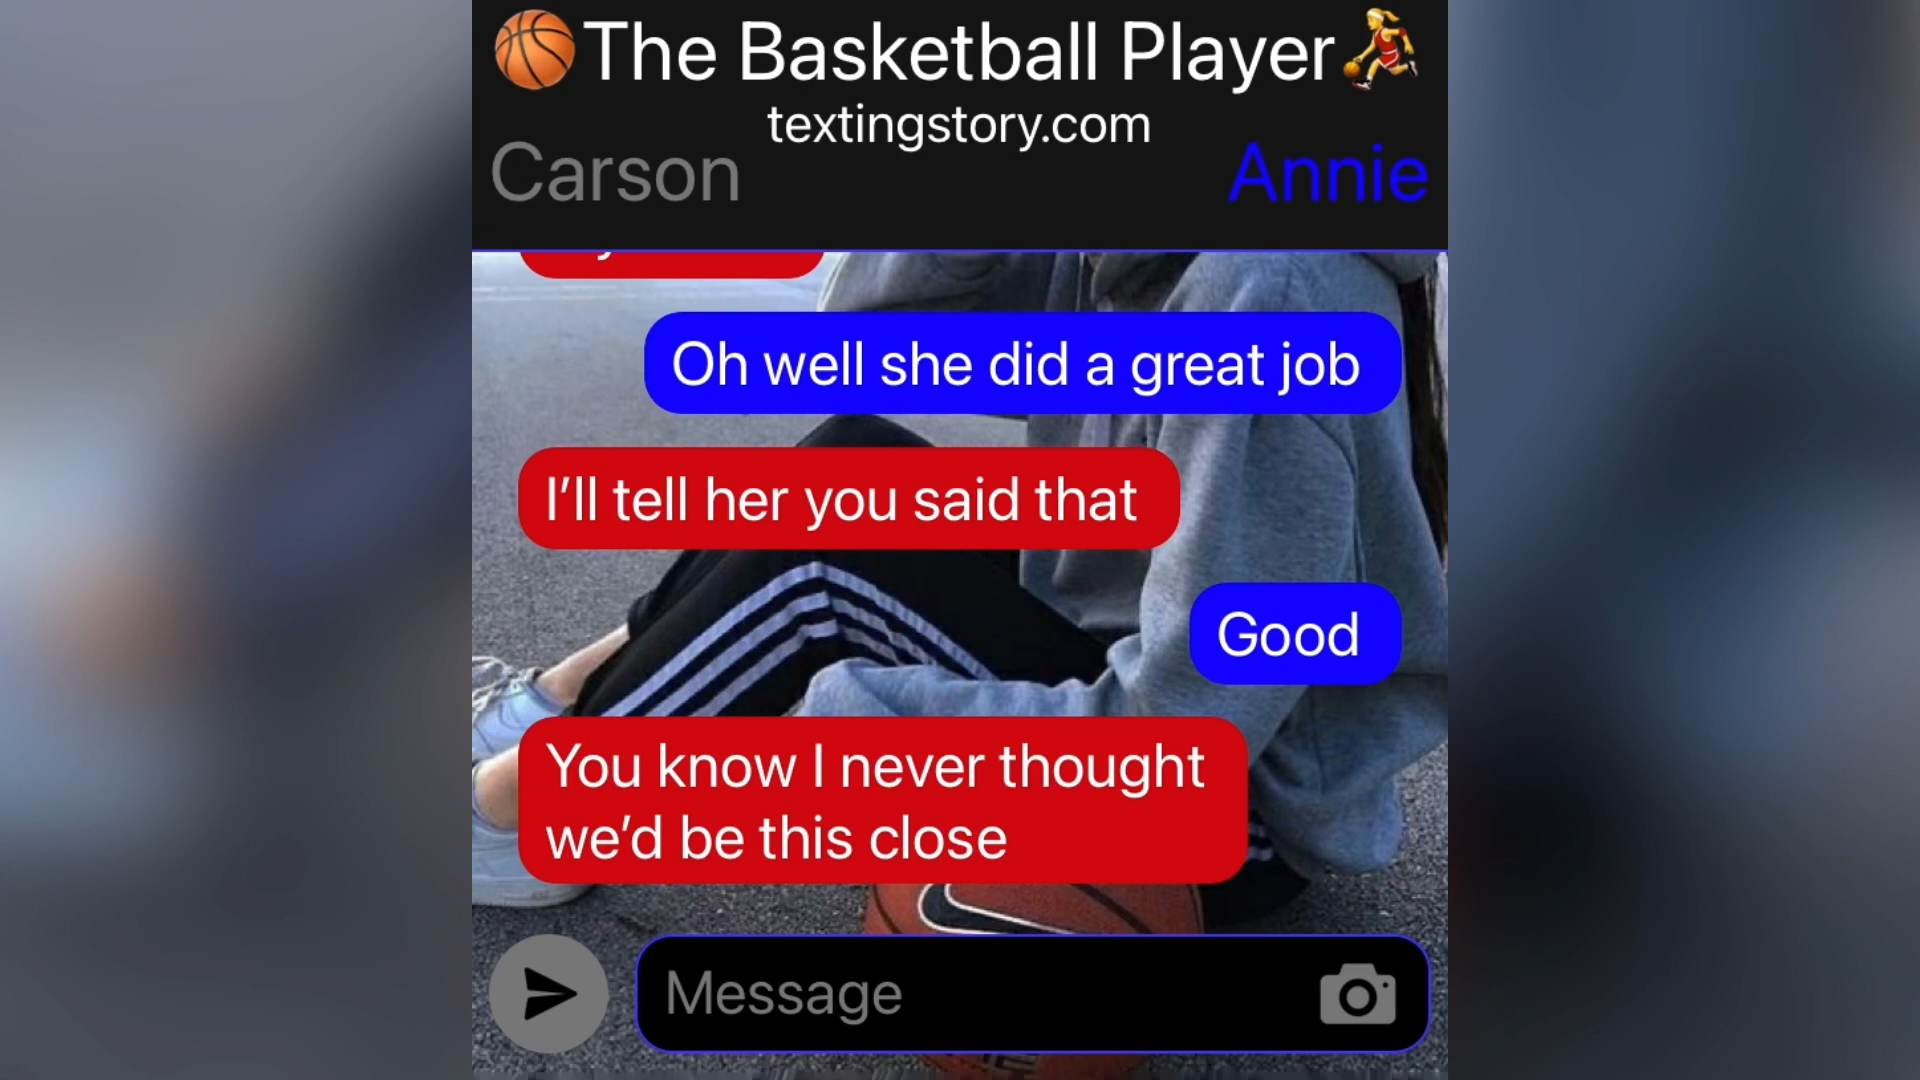 The Basketball Player
textingstory.com
Carson
Annie
Oh well she did a great job
I'll tell her you said that
Good
You know I never thought
we'd be this close
Message